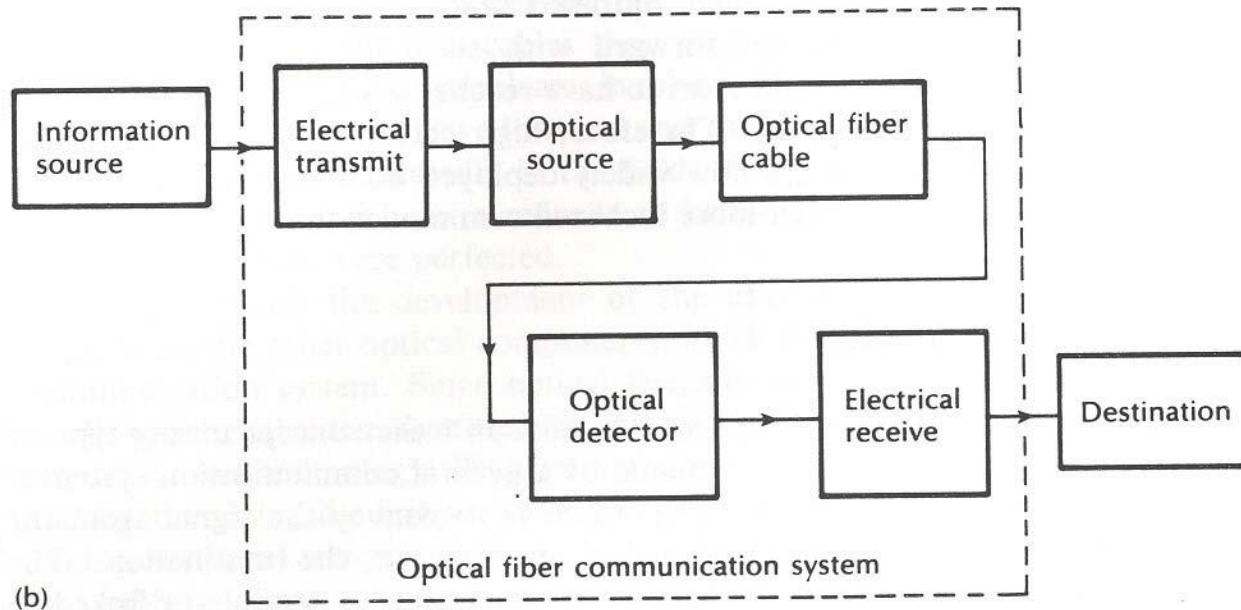 Information
source
Electrical
transmit
Optical
source
Optical fiber
cable
Optical
detector
Electrical
receive
Destination
Optical fiber communication system
(b)